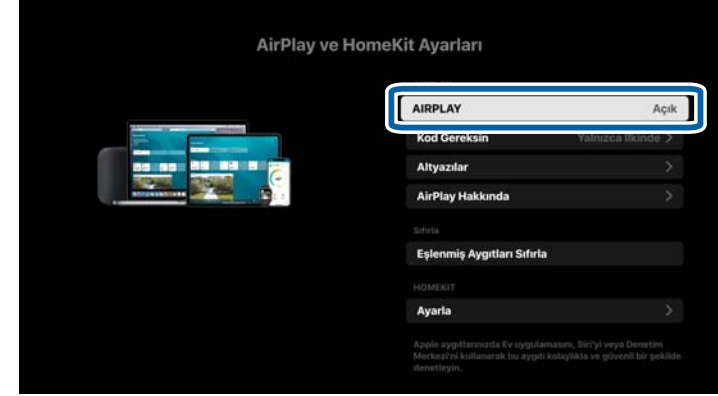 AirPlay ve HomeKit Ayarları
AIRPLAY Açık
Kod Gereksin Yalnızca İlkinde
Altyazılar
AirPlay Hakkında
Sıfırla
Eşlenmiş Aygıtları Sıfırla
HOMEKIT
Ayarla
Apple aygıtlarınızda Ev uygulamasını, Siri'yi veya Denetim
Merkezi'ni kullanarak bu aygıtı kolaylıkla ve güvenli bir şekilde
denetleyin.